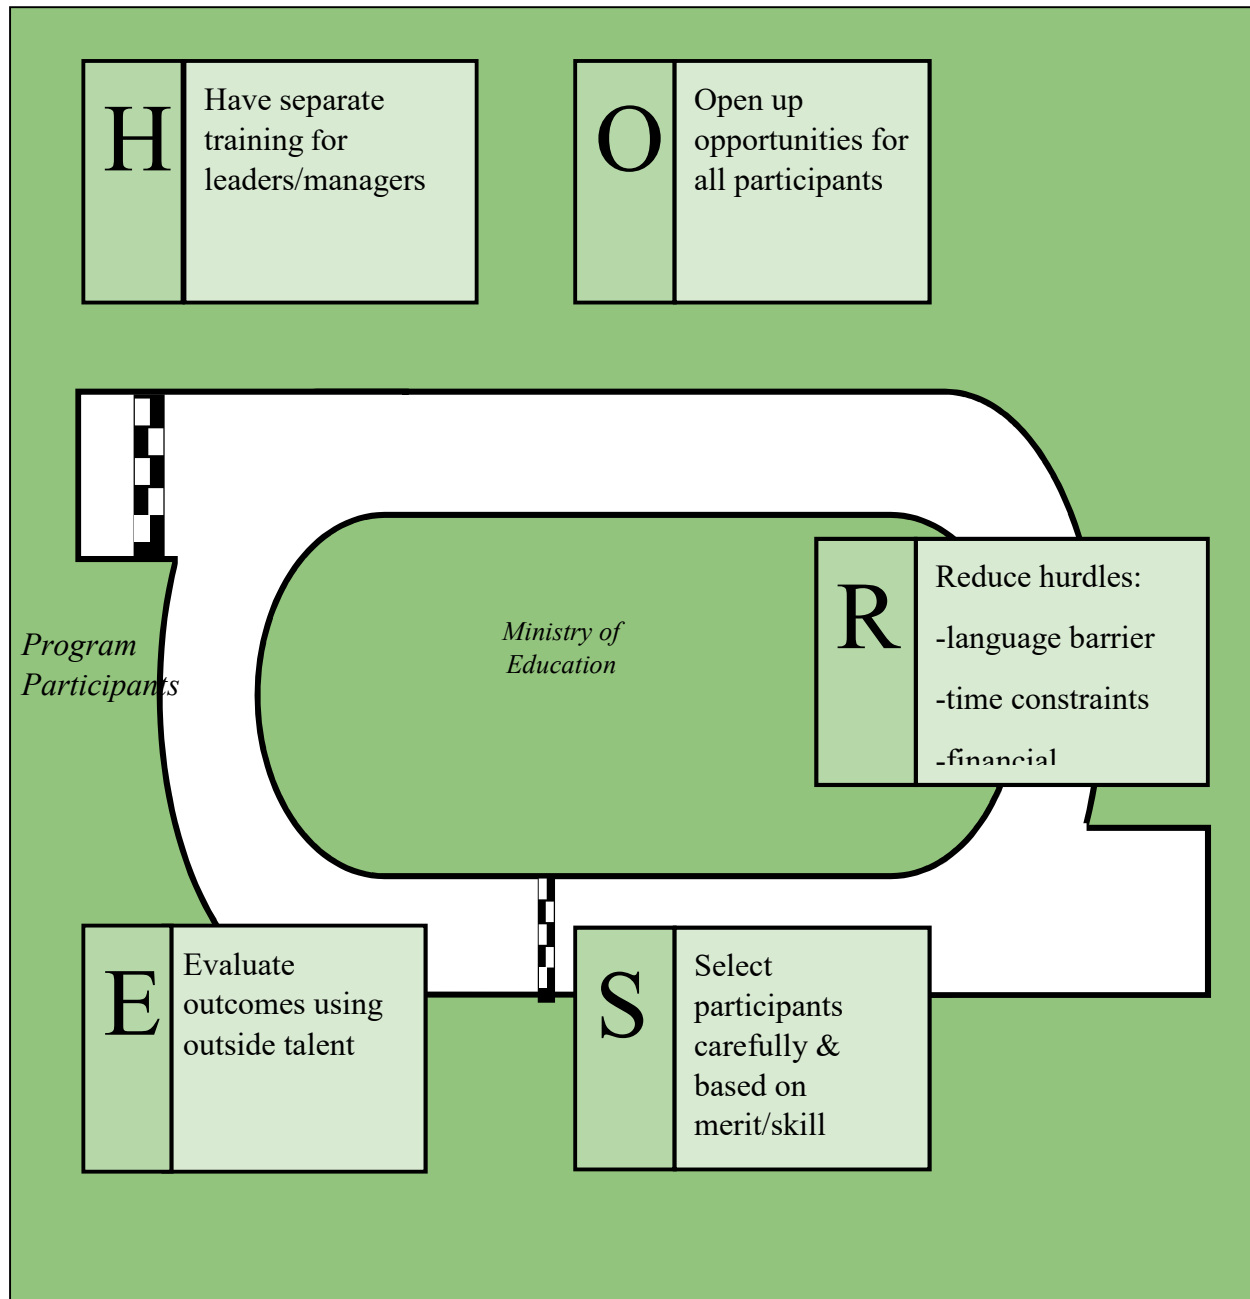 H
Have separate
training for
leaders/managers
O
Open up
opportunities for
all participants
R
Reduce hurdles:
-language barrier
-time constraints
-financial
Program
Participants
Ministry of
Education
E
Evaluate
outcomes using
outside talent
S
Select
participants
carefully &
based on
merit/skill